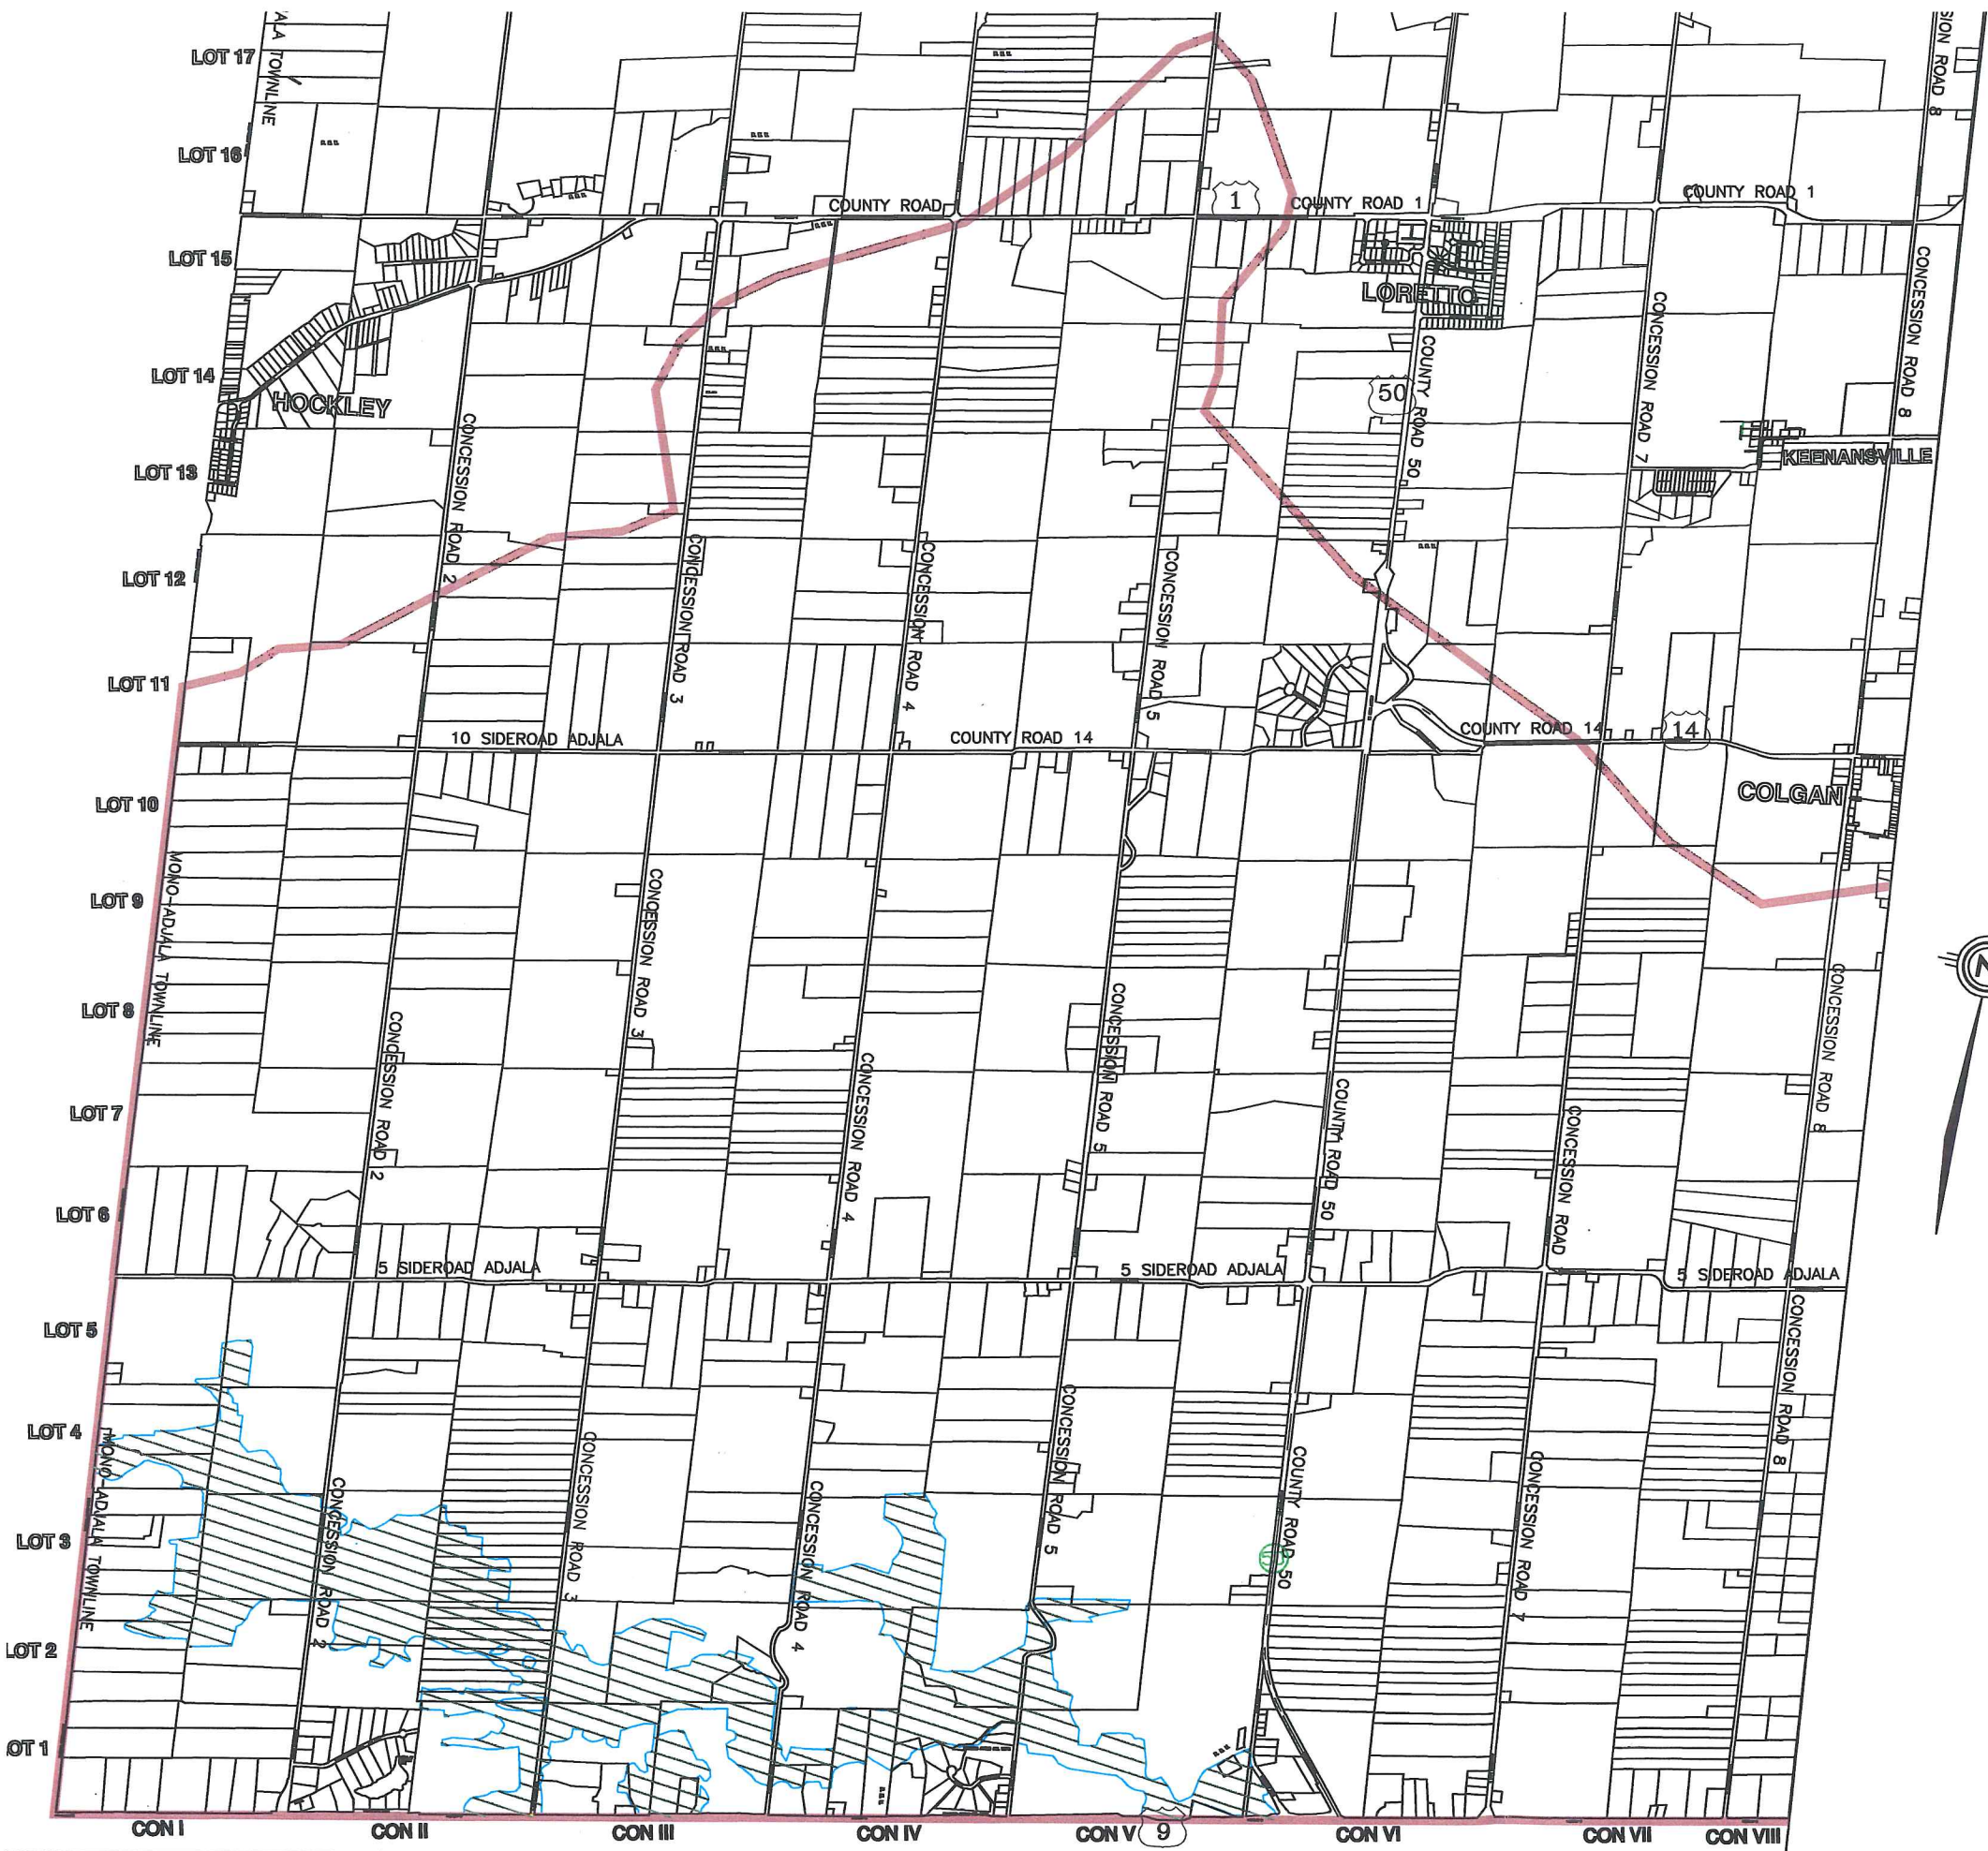 ALA TOWNLINE
SION ROAD 8
LOT 17
LOT 16
COUNTY ROAD
1
COUNTY ROAD 1
COUNTY ROAD 1
LOT 15
LORETTO
CONCESSION ROAD 7
CONCESSION ROAD 8
LOT 14
HOCKLEY
50
COUNTY ROAD 50
CONCESSION ROAD 2
LOT 13
KEENANSVILLE
CONCESSION ROAD 3
CONCESSION ROAD 4
CONCESSION ROAD 5
LOT 12
LOT 11
10 SIDEROAD ADJALA
COUNTY ROAD 14
COUNTY ROAD 14
14
COLGAN
LOT 10
MONO-ADJALA TOWNLINE
LOT 9
CONCESSION ROAD 3
N
LOT 8
CONCESSION ROAD 2
CONCESSION ROAD 5
CONCESSION ROAD 8
CONCESSION ROAD 4
COUNTY ROAD 50
LOT 7
CONCESSION ROAD 7
LOT 6
5 SIDEROAD ADJALA
5 SIDEROAD ADJALA
5 SIDEROAD ADJALA
LOT 5
CONCESSION ROAD 8
LOT 4
MONO-ADJALA TOWNLINE
CONCESSION ROAD 2
CONCESSION ROAD 3
CONCESSION ROAD 4
CONCESSION ROAD 5
COUNTY ROAD 50
CONCESSION ROAD 7
LOT 3
LOT 2
OT 1
CON I
CON II
CON III
CON IV
CON V
9
CON VI
CON VII
CON VIII